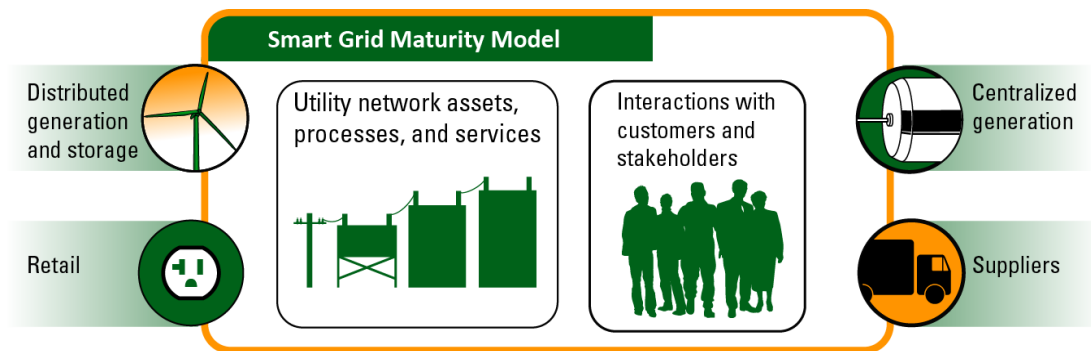 Smart Grid Maturity Model
Distributed
generation
and storage
Utility network assets,
processes, and services
Interactions with
customers and
stakeholders
Centralized
generation
Retail
Suppliers